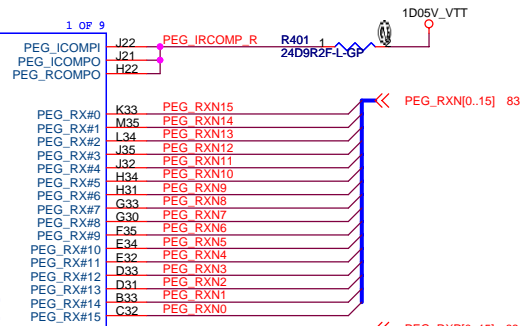 1D05V_VTT
1 OF 9
PEG_ICOMPI J22 PEG_IRCOMP_R R401 1
PEG_ICOMPO J21 24D9R2F-L-GP
PEG_RCOMPO H22
PEG_RXN[0..15] 83
PEG_RX#0 K33 PEG_RXN15
PEG_RX#1 M35 PEG_RXN14
PEG_RX#2 L34 PEG_RXN13
PEG_RX#3 J35 PEG_RXN12
PEG_RX#4 J32 PEG_RXN11
PEG_RX#5 H34 PEG_RXN10
PEG_RX#6 H31 PEG_RXN9
PEG_RX#7 G33 PEG_RXN8
PEG_RX#8 G30 PEG_RXN7
PEG_RX#9 F35 PEG_RXN6
PEG_RX#10 E34 PEG_RXN5
PEG_RX#11 E32 PEG_RXN4
PEG_RX#12 D33 PEG_RXN3
PEG_RX#13 D31 PEG_RXN2
PEG_RX#14 B33 PEG_RXN1
PEG_RX#15 C32 PEG_RXN0